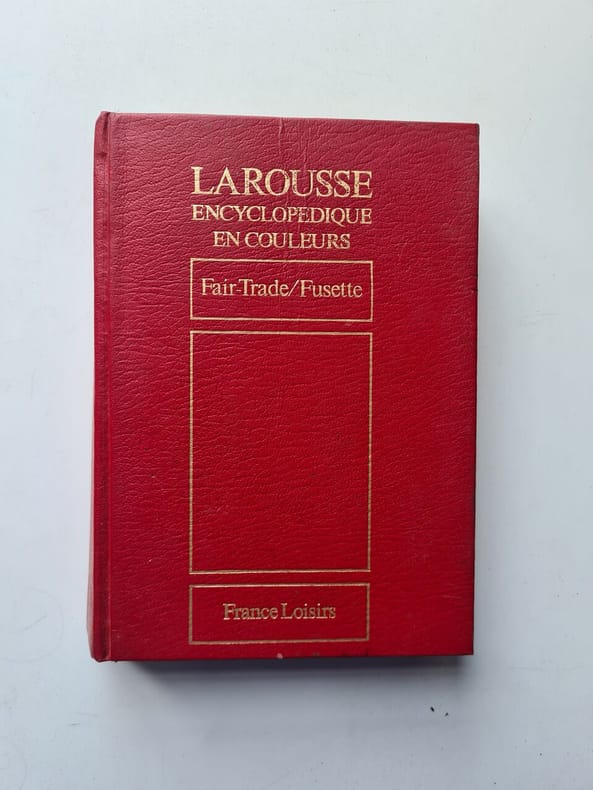 LAROUSSE
ENCYCLOPEDIQUE
EN COULEURS
Fair-Trade/Fusette
France Loisirs